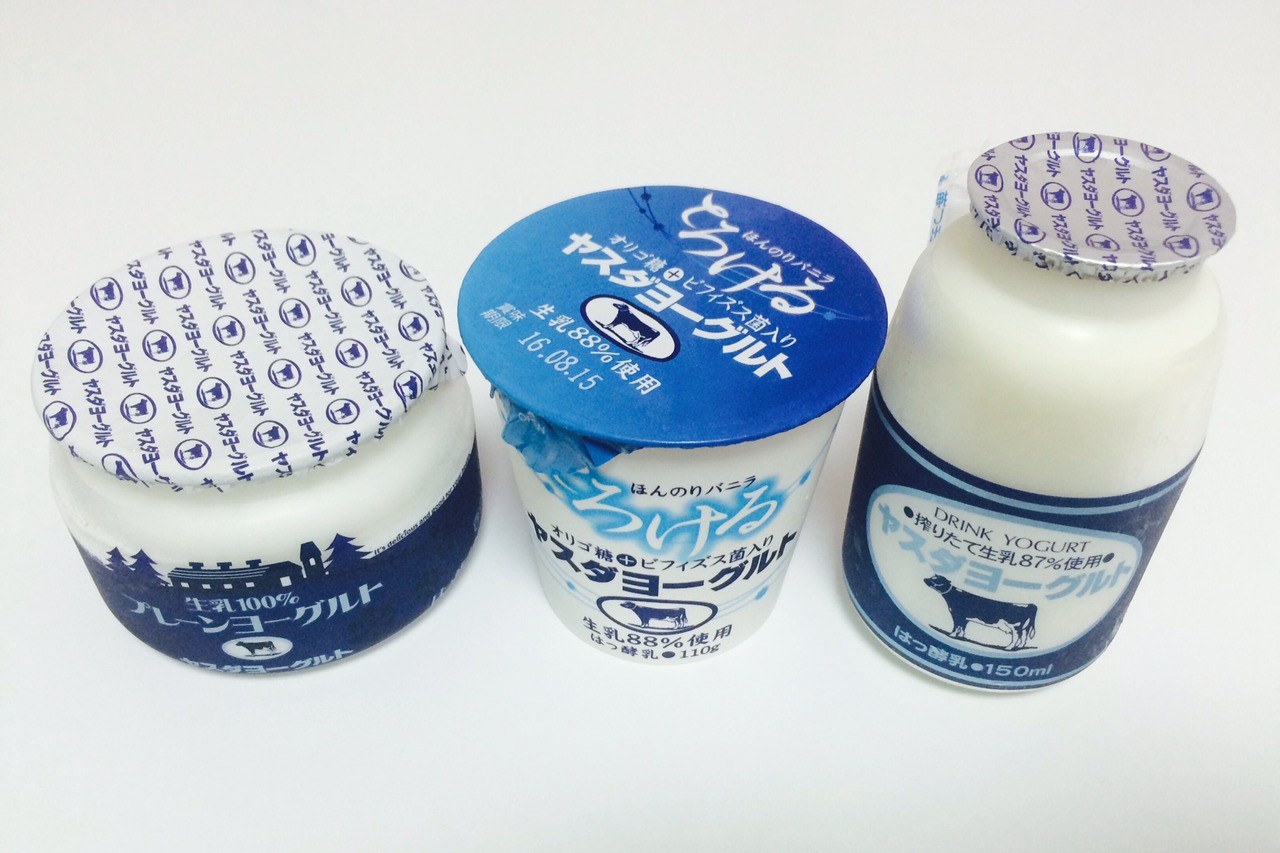 ヤスダヨーグルト
It's delicious and
生乳100%
プレーンヨーグルト
ヤスダヨーグルト
ほんのりバニラ
とろける
オリゴ糖+ビフィズス菌入り
ヤスダヨーグルト
生乳88%使用
賞味
期限
16.08.15
ほんのりバニラ
とろける
オリゴ糖+ビフィズス菌入り
ヤスダヨーグルト
生乳88%使用
はっ酵乳●110g
ヤスダヨーグルト
DRINK YOGURT
●搾りたて生乳87%使用●
ヤスダヨーグルト
はっ酵乳●150ml